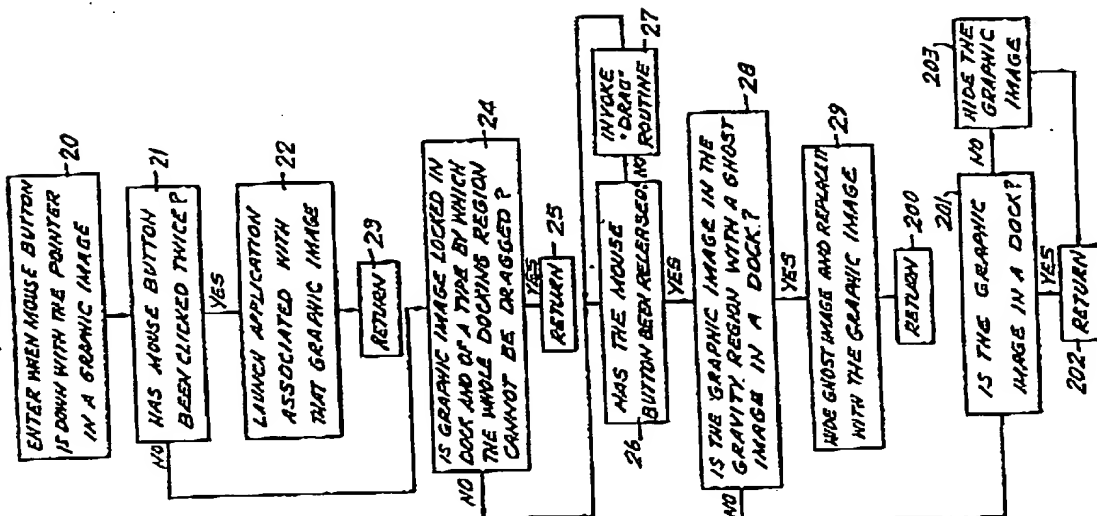 ENTER WHEN MOUSE BUTTON
IS DOWN WITH THE POINTER
IN A GRAPHIC IMAGE
20
HAS MOUSE BUTTON
BEEN CLICKED TWICE?
21
NO
YES
LAUNCH APPLICATION
ASSOCIATED WITH
THAT GRAPHIC IMAGE
22
RETURN
23
IS GRAPHIC IMAGE LOCKED IN
DOCK AND OF A TYPE BY WHICH
THE WHOLE DOCKING REGION
CANNOT BE DRAGGED?
24
NO
YES
RETURN
25
HAS THE MOUSE
BUTTON BEEN RELEASED?
26
NO
YES
INVOKE
"DRAG"
ROUTINE
27
IS THE GRAPHIC IMAGE IN THE
GRAVITY REGION WITH A GHOST
IMAGE IN A DOCK?
28
NO
YES
HIDE GHOST IMAGE AND REPLACE IT
WITH THE GRAPHIC IMAGE
29
RETURN
200
IS THE GRAPHIC
IMAGE IN A DOCK?
201
NO
YES
HIDE THE
GRAPHIC
IMAGE
203
RETURN
202